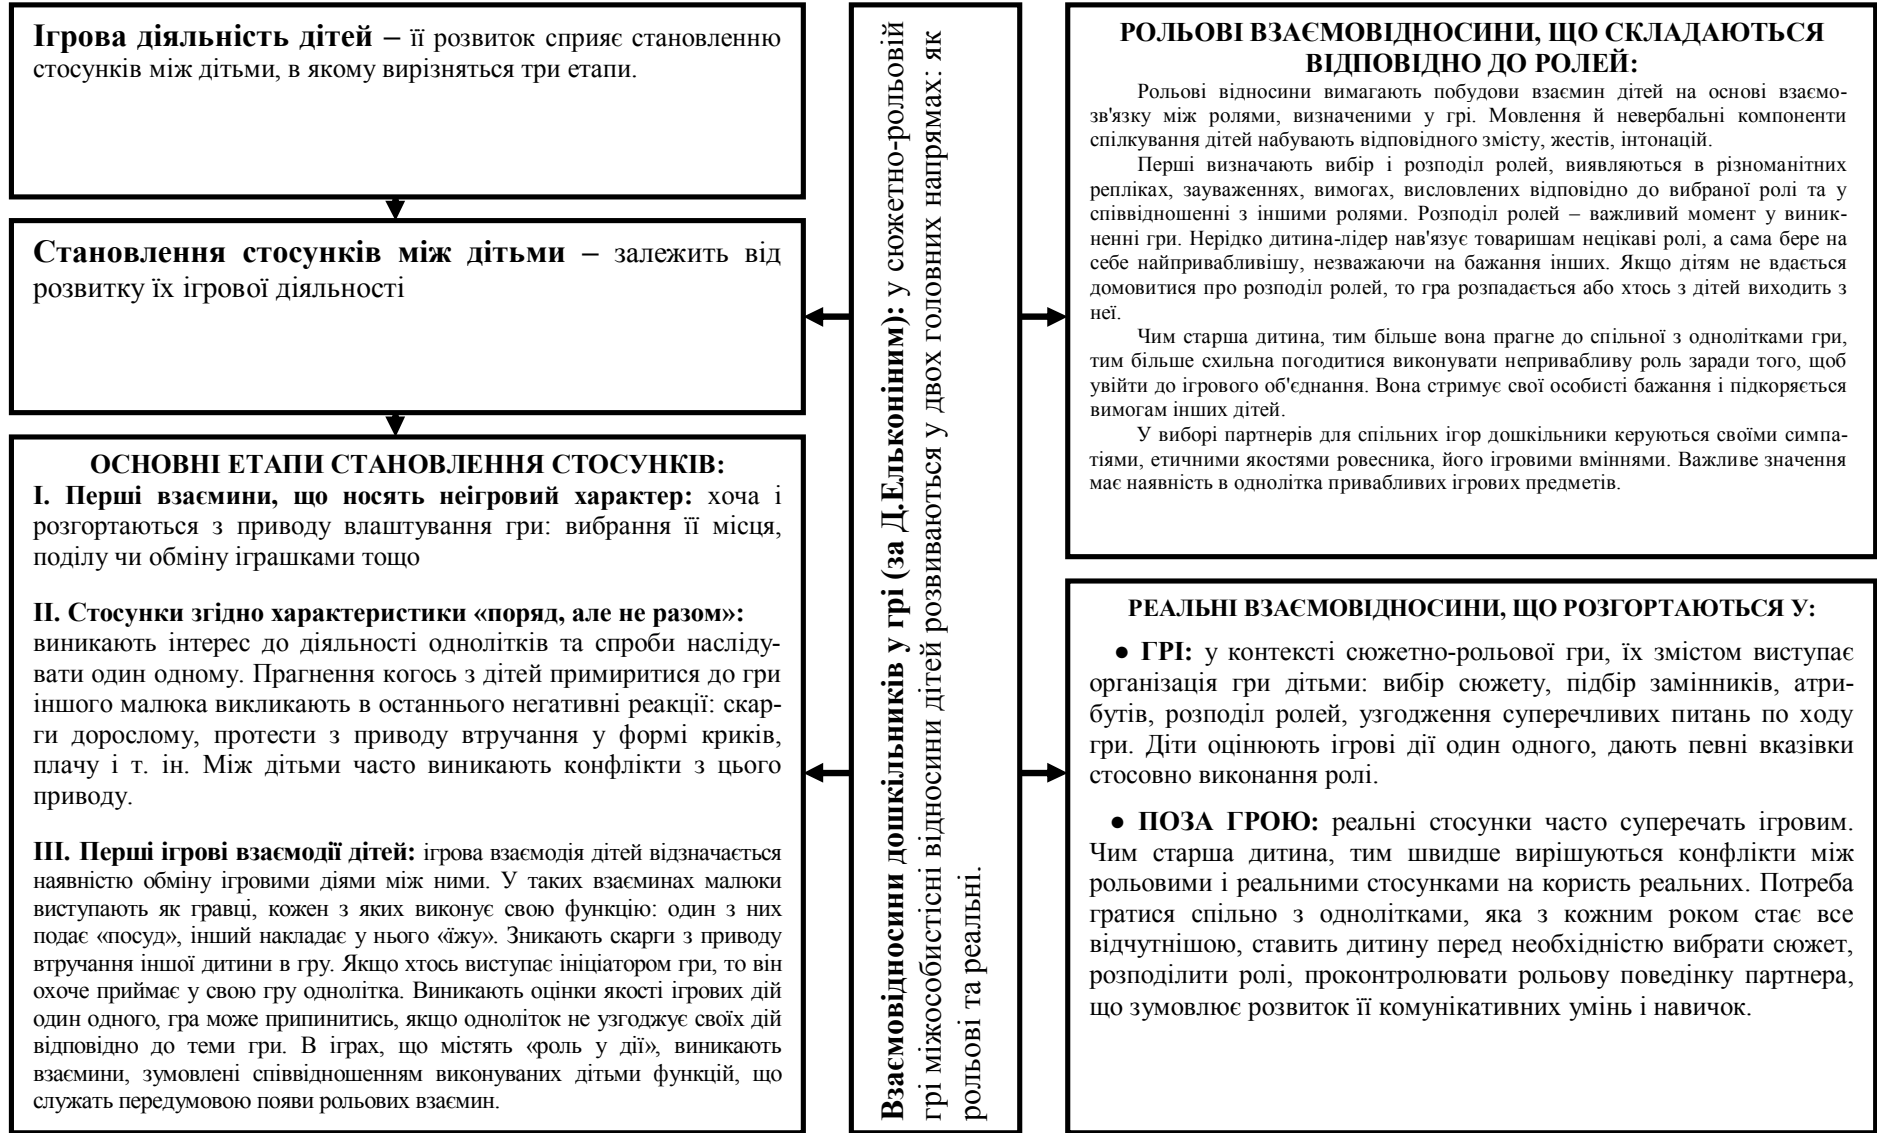 Ігрова діяльність дітей – її розвиток сприяє становленню
стосунків між дітьми, в якому вирізняться три етапи.
Становлення стосунків між дітьми – залежить від
розвитку їх ігрової діяльності
ОСНОВНІ ЕТАПИ СТАНОВЛЕННЯ СТОСУНКІВ:
І. Перші взаємини, що носять неігровий характер: хоча і
розгортаються з приводу влаштування гри: вибрання її місця,
поділу чи обміну іграшками тощо
ІІ. Стосунки згідно характеристики «поряд, але не разом»:
виникають інтерес до діяльності однолітків та спроби насліду-
вати один одному. Прагнення когось з дітей примиритися до гри
іншого малюка викликають в останнього негативні реакції: скар-
ги дорослому, протести з приводу втручання у формі криків,
плачу і т. ін. Між дітьми часто виникають конфлікти з цього
приводу.
ІІІ. Перші ігрові взаємодії дітей: ігрова взаємодія дітей відзначається
наявністю обміну ігровими діями між ними. У таких взаєминах малюки
виступають як гравці, кожен з яких виконує свою функцію: один з них
подає «посуд», інший накладає у нього «їжу». Зникають скарги з приводу
втручання іншої дитини в гру. Якщо хтось виступає ініціатором гри, то він
охоче приймає у свою гру однолітка. Виникають оцінки якості ігрових дій
один одного, гра може припинитись, якщо одноліток не узгоджує своїх дій
відповідно до теми гри. В іграх, що містять «роль у дії», виникають
взаємини, зумовлені співвідношенням виконуваних дітьми функцій, що
служать передумовою появи рольових взаємин.
Взаємовідносини дошкільників у грі (за Д.Ельконіним): у сюжетно-рольовій
грі міжособистісні відносини дітей розвиваються у двох головних напрямах: як
рольові та реальні.
РОЛЬОВІ ВЗАЄМОВІДНОСИНИ, ЩО СКЛАДАЮТЬСЯ
ВІДПОВІДНО ДО РОЛЕЙ:
Рольові відносини вимагають побудови взаємин дітей на основі взаємо-
зв'язку між ролями, визначеними у грі. Мовлення й невербальні компоненти
спілкування дітей набувають відповідного змісту, жестів, інтонацій.
Перші визначають вибір і розподіл ролей, виявляються в різноманітних
репліках, зауваженнях, вимогах, висловлених відповідно до вибраної ролі та у
співвідношенні з іншими ролями. Розподіл ролей – важливий момент у виник-
ненні гри. Нерідко дитина-лідер нав'язує товаришам нецікаві ролі, а сама бере на
себе найпривабливішу, незважаючи на бажання інших. Якщо дітям не вдається
домовитися про розподіл ролей, то гра розпадається або хтось з дітей виходить з
неї.
Чим старша дитина, тим більше вона прагне до спільної з однолітками гри,
тим більше схильна погодитися виконувати непривабливу роль заради того, щоб
увійти до ігрового об'єднання. Вона стримує свої особисті бажання і підкоряється
вимогам інших дітей.
У виборі партнерів для спільних ігор дошкільники керуються своїми симпа-
тіями, етичними якостями ровесника, його ігровими вміннями. Важливе значення
має наявність в однолітка привабливих ігрових предметів.
РЕАЛЬНІ ВЗАЄМОВІДНОСИНИ, ЩО РОЗГОРТАЮТЬСЯ У:
● ГРІ: у контексті сюжетно-рольової гри, їх змістом виступає
організація гри дітьми: вибір сюжету, підбір замінників, атри-
бутів, розподіл ролей, узгодження суперечливих питань по ходу
гри. Діти оцінюють ігрові дії один одного, дають певні вказівки
стосовно виконання ролі.
● ПОЗА ГРОЮ: реальні стосунки часто суперечать ігровим.
Чим старша дитина, тим швидше вирішуються конфлікти між
рольовими і реальними стосунками на користь реальних. Потреба
гратися спільно з однолітками, яка з кожним роком стає все
відчутнішою, ставить дитину перед необхідністю вибрати сюжет,
розподілити ролі, проконтролювати рольову поведінку партнера,
що зумовлює розвиток її комунікативних умінь і навичок.